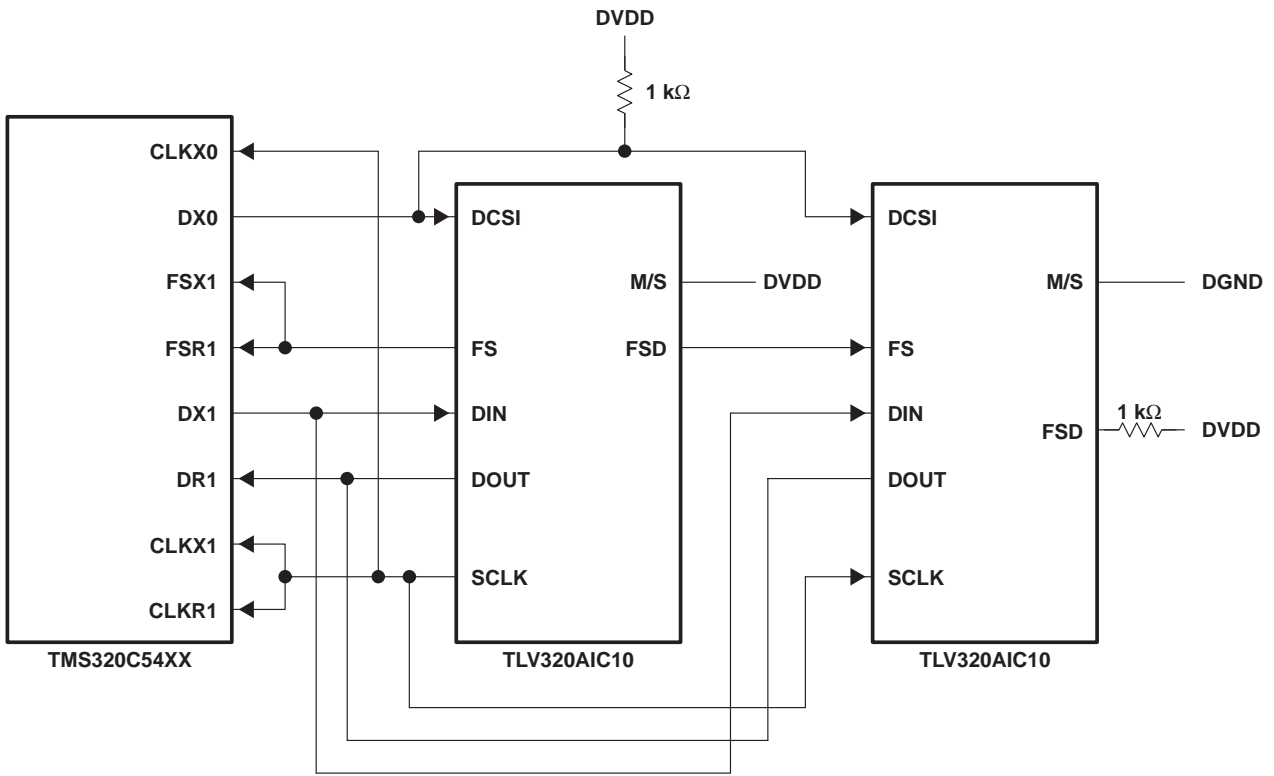 DVDD
1 kΩ
CLKX0
DX0
FSX1
FSR1
DX1
DR1
CLKX1
CLKR1
TMS320C54XX
DCSI
M/S
DVDD
FS
FSD
DIN
DOUT
SCLK
TLV320AIC10
DCSI
M/S
DGND
FS
DIN
1 kΩ
FSD
DVDD
DOUT
SCLK
TLV320AIC10